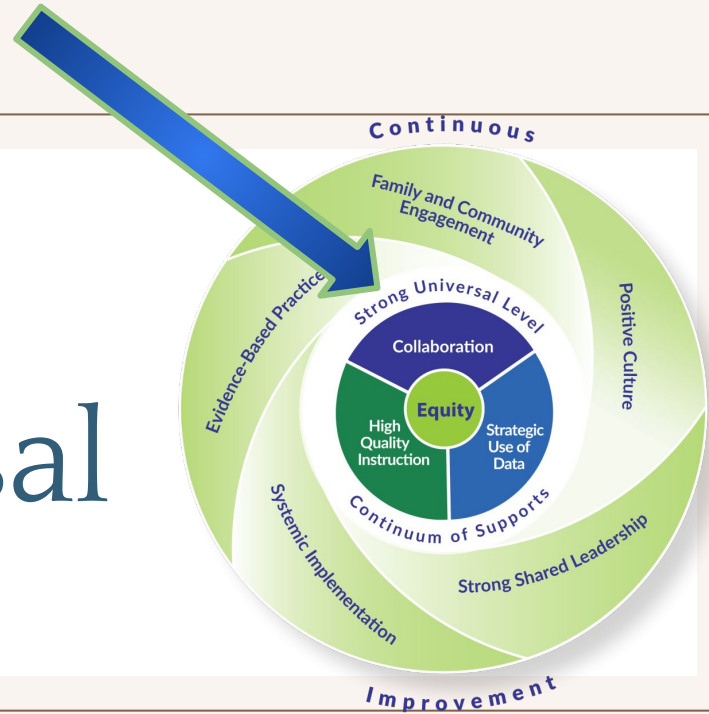 Continuous
Family and Community
Engagement
Positive Culture
Evidence-Based Practice
Strong Universal Level
Collaboration
Equity
High
Quality
Instruction
Strategic
Use of
Data
Continuum of Supports
Systemic Implementation
Strong Shared Leadership
Improvement